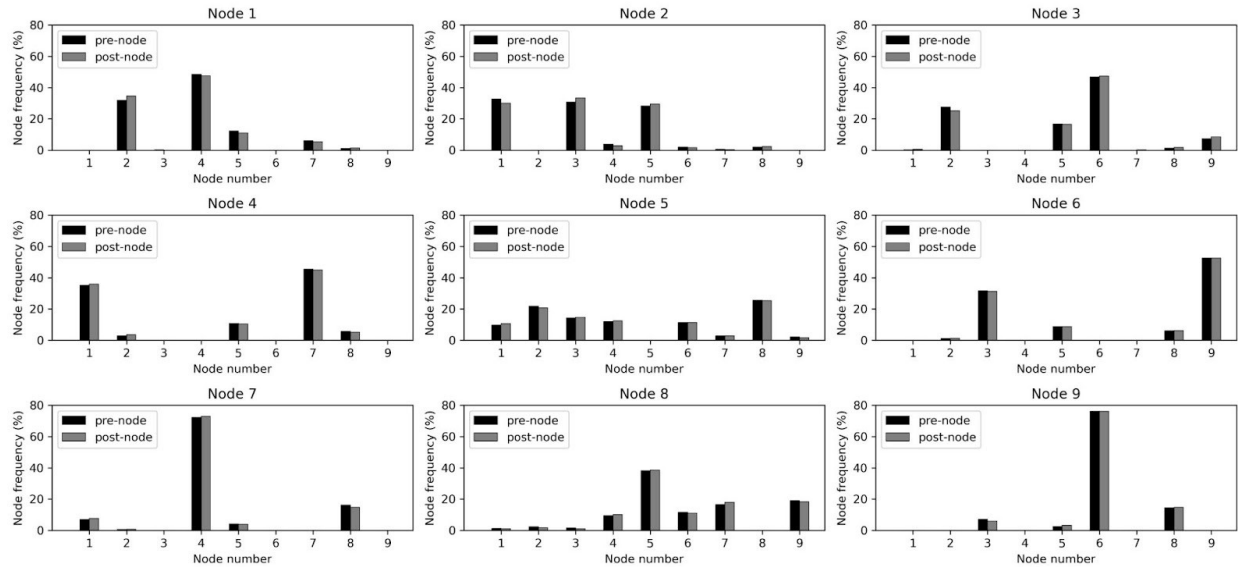 Node 1
Node frequency (%)
80
60
40
20
0
pre-node
post-node
1 2 3 4 5 6 7 8 9
Node number
Node 2
Node frequency (%)
80
60
40
20
0
pre-node
post-node
1 2 3 4 5 6 7 8 9
Node number
Node 3
Node frequency (%)
80
60
40
20
0
pre-node
post-node
1 2 3 4 5 6 7 8 9
Node number
Node 4
Node frequency (%)
80
60
40
20
0
pre-node
post-node
1 2 3 4 5 6 7 8 9
Node number
Node 5
Node frequency (%)
80
60
40
20
0
pre-node
post-node
1 2 3 4 5 6 7 8 9
Node number
Node 6
Node frequency (%)
80
60
40
20
0
pre-node
post-node
1 2 3 4 5 6 7 8 9
Node number
Node 7
Node frequency (%)
80
60
40
20
0
pre-node
post-node
1 2 3 4 5 6 7 8 9
Node number
Node 8
Node frequency (%)
80
60
40
20
0
pre-node
post-node
1 2 3 4 5 6 7 8 9
Node number
Node 9
Node frequency (%)
80
60
40
20
0
pre-node
post-node
1 2 3 4 5 6 7 8 9
Node number